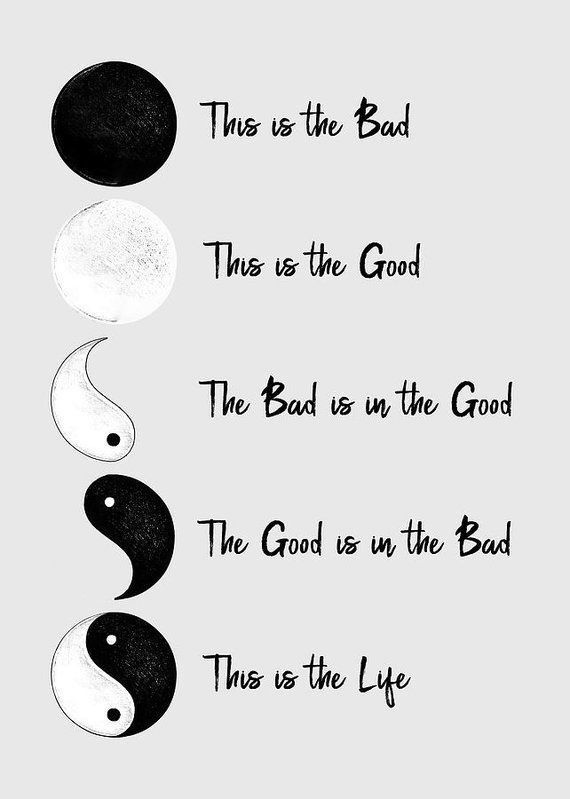 This is the Bad
This is the Good
The Bad is in the Good
The Good is in the Bad
This is the Life